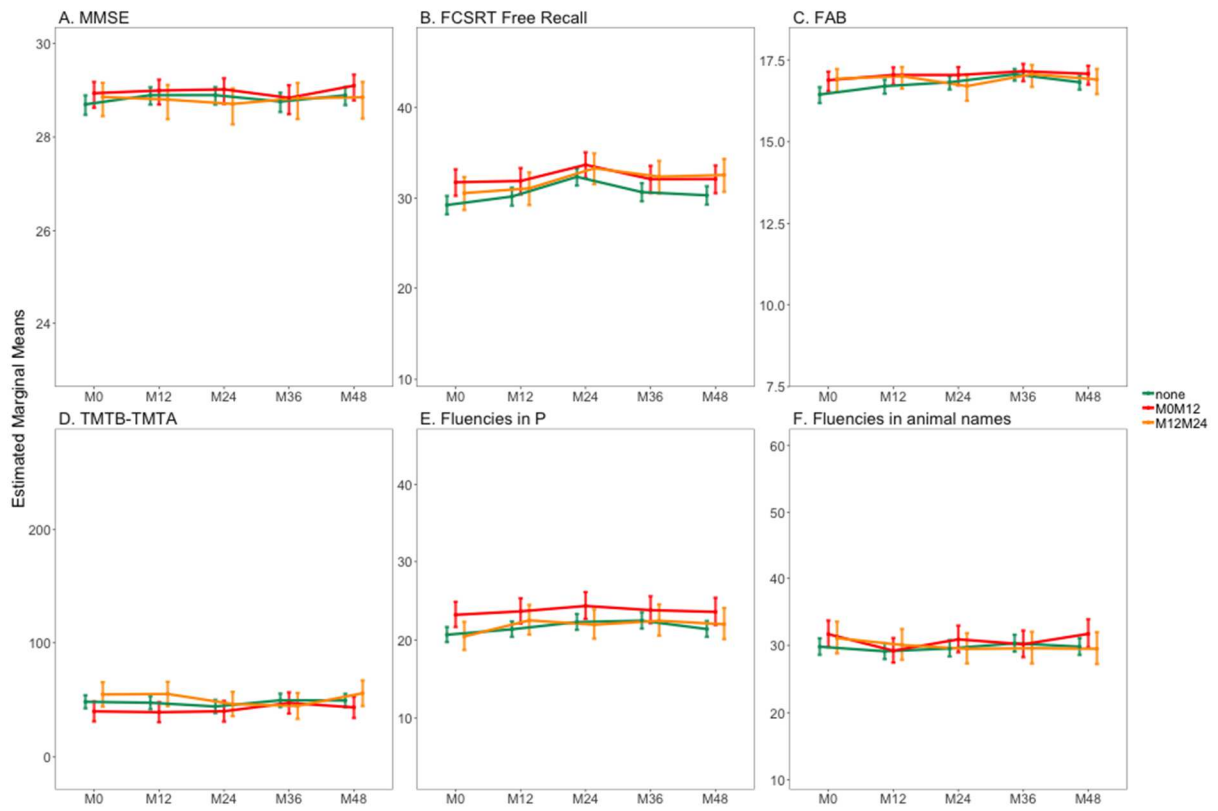 A. MMSE
B. FCSRT Free Recall
C. FAB
30
28
26
24
40
30
20
10
17.5
15.0
12.5
10.0
7.5
M0 M12 M24 M36 M48
M0 M12 M24 M36 M48
M0 M12 M24 M36 M48
Estimated Marginal Means
none
M0M12
M12M24
D. TMTB-TMTA
E. Fluencies in P
F. Fluencies in animal names
200
100
0
40
30
20
10
60
50
40
30
20
10
M0 M12 M24 M36 M48
M0 M12 M24 M36 M48
M0 M12 M24 M36 M48